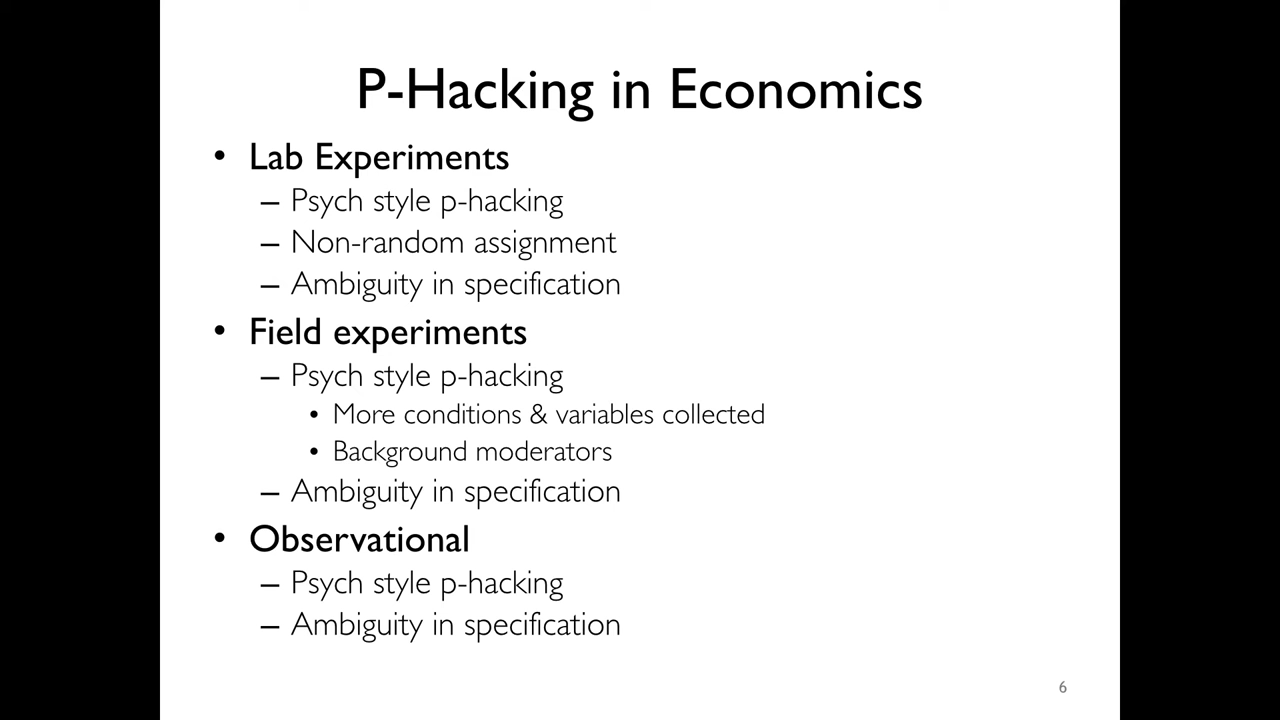 P-Hacking in Economics
• Lab Experiments
– Psych style p-hacking
– Non-random assignment
– Ambiguity in specification
• Field experiments
– Psych style p-hacking
• More conditions & variables collected
• Background moderators
– Ambiguity in specification
• Observational
– Psych style p-hacking
– Ambiguity in specification
6